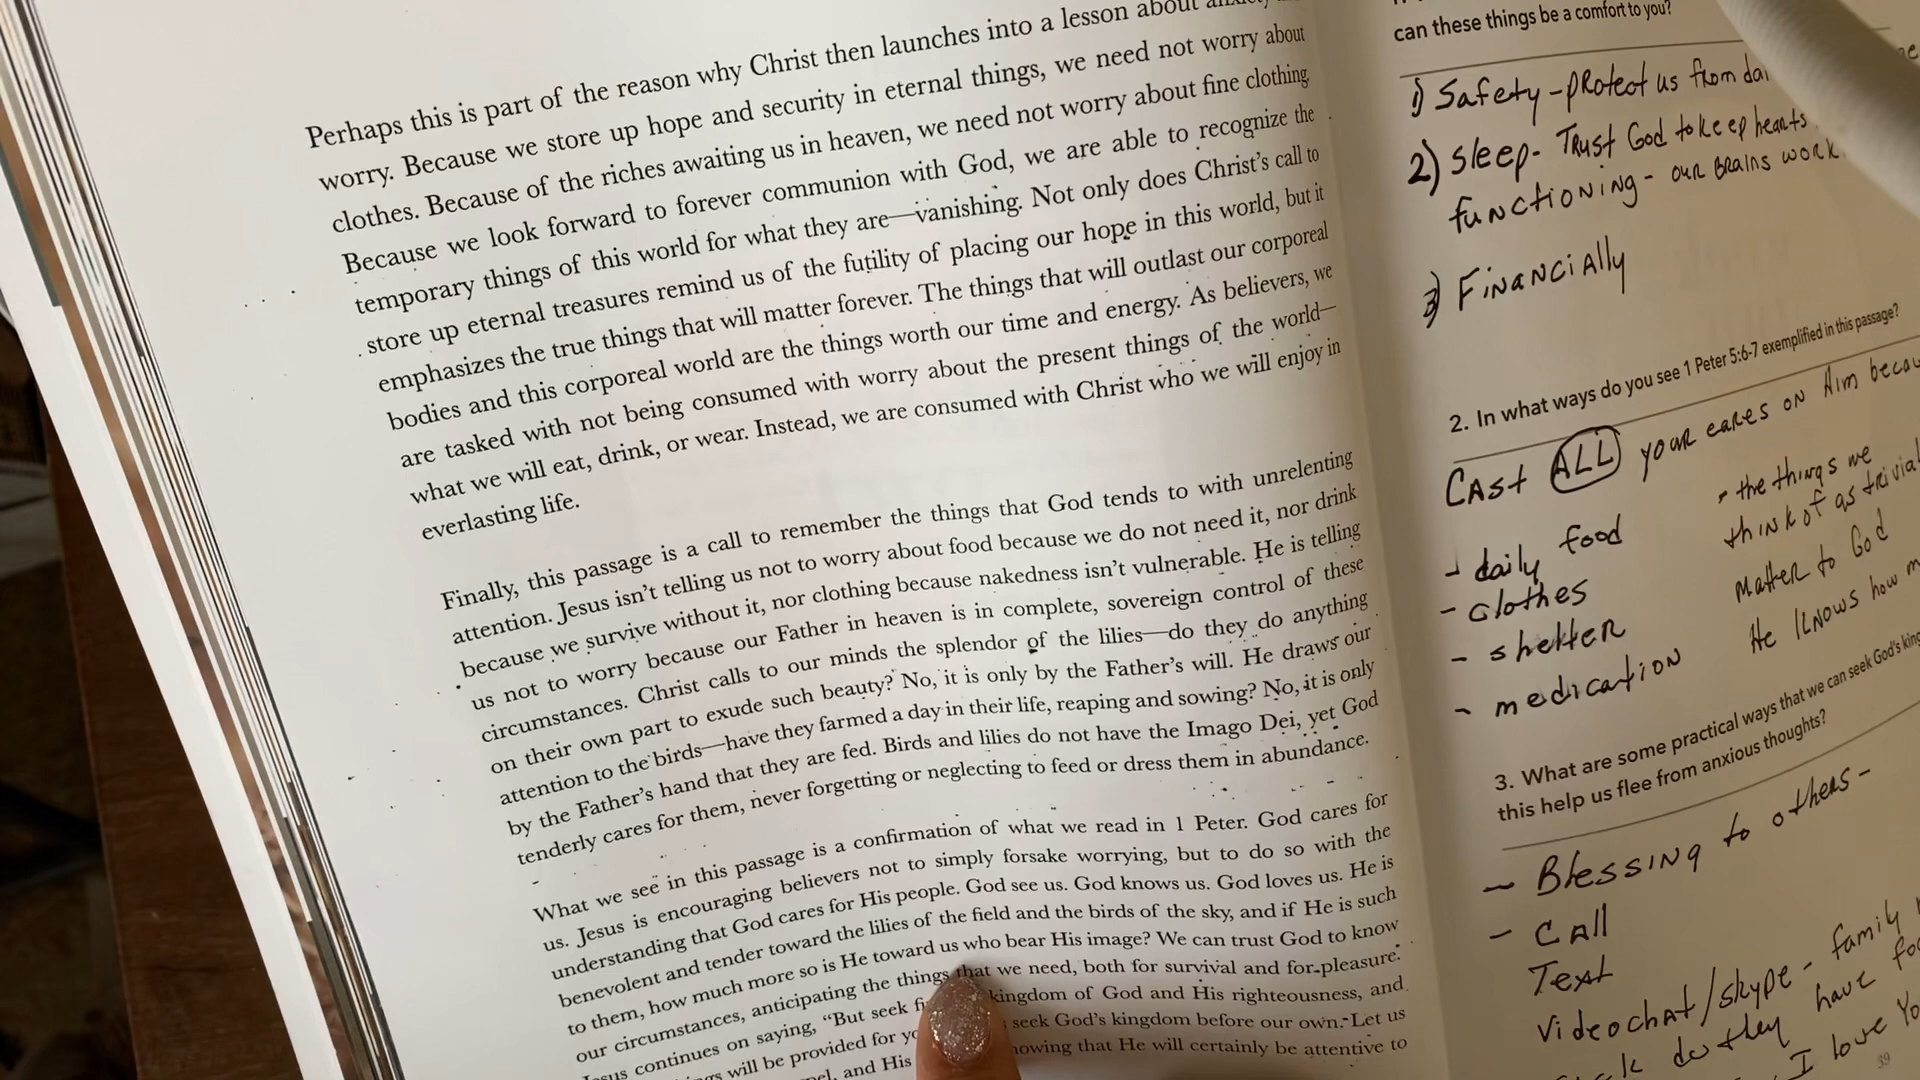 Perhaps this is part of the reason why Christ then launches into a lesson about
worry. Because we store up hope and security in eternal things, we need not worry about
clothes. Because of the riches awaiting us in heaven, we need not worry about fine clothing.
Because we look forward to forever communion with God, we are able to recognize the
temporary things of this world for what they are—vanishing. Not only does Christ's call to
store up eternal treasures remind us of the futility of placing our hope in this world, but it
emphasizes the true things that will matter forever. The things that will outlast our corporeal
bodies and this corporeal world are the things worth our time and energy. As believers, we
are tasked with not being consumed with worry about the present things of the world—
what we will eat, drink, or wear. Instead, we are consumed with Christ who we will enjoy in
everlasting life.
Finally, this passage is a call to remember the things that God tends to with unrelenting
attention. Jesus isn't telling us not to worry about food because we do not need it, nor drink
because we survive without it, nor clothing because nakedness isn't vulnerable. He is telling
us not to worry because our Father in heaven is in complete, sovereign control of these
circumstances. Christ calls to our minds the splendor of the lilies—do they do anything
on their own part to exude such beauty? No, it is only by the Father's will. He draws our
attention to the birds—have they farmed a day in their life, reaping and sowing? No, it is only
by the Father's hand that they are fed. Birds and lilies do not have the Imago Dei, yet God
tenderly cares for them, never forgetting or neglecting to feed or dress them in abundance.
What we see in this passage is a confirmation of what we read in 1 Peter. God cares for
us. Jesus is encouraging believers not to simply forsake worrying, but to do so with the
understanding that God cares for His people. God see us. God knows us. God loves us. He is
benevolent and tender toward the lilies of the field and the birds of the sky, and if He is such
to them, how much more so is He toward us who bear His image? We can trust God to know
our circumstances, anticipating the things that we need, both for survival and for pleasure.
continues on saying, "But seek kingdom of God and His righteousness, and
will be provided for seek God's kingdom before our own. Let us
and His knowing that He will certainly be attentive to
can these things be a comfort to you?
1) Safety - protect us from
2) Sleep - Trust God to keep hearts
functioning - our brains work
3) Financially
2. In what ways do you see 1 Peter 5:6-7 exemplified in this passage?
Cast ALL your cares on Him
- daily food
- clothes
- shelter
- medication
the things we
think of as trivial
matter to God
He knows how
3. What are some practical ways that we can seek God's
this help us flee from anxious thoughts?
- Blessing to others -
- Call
Text
Videochat/skype - family
do they have
I love
39